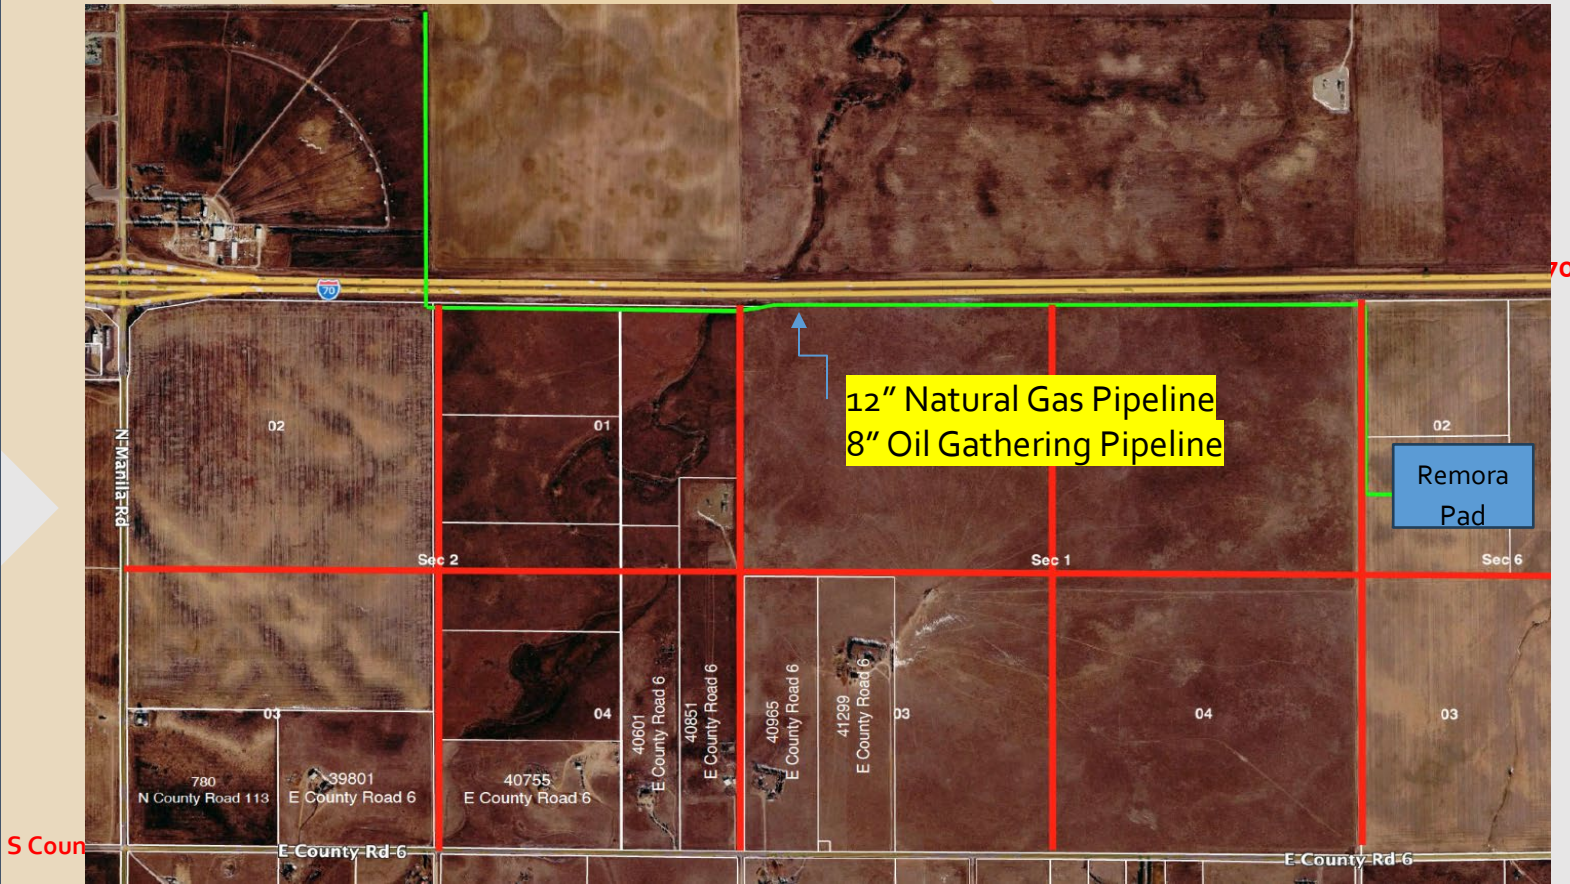 70
70
12” Natural Gas Pipeline
8” Oil Gathering Pipeline
02
01
02
N Manilla Rd
Remora
Pad
Sec 2
Sec 1
Sec 6
03
04
03
04
03
40601
E County Road 6
40851
E County Road 6
40965
E County Road 6
41299
E County Road 6
780
N County Road 113
39801
E County Road 6
40755
E County Road 6
S Coun
E County Rd 6
E County Rd 6